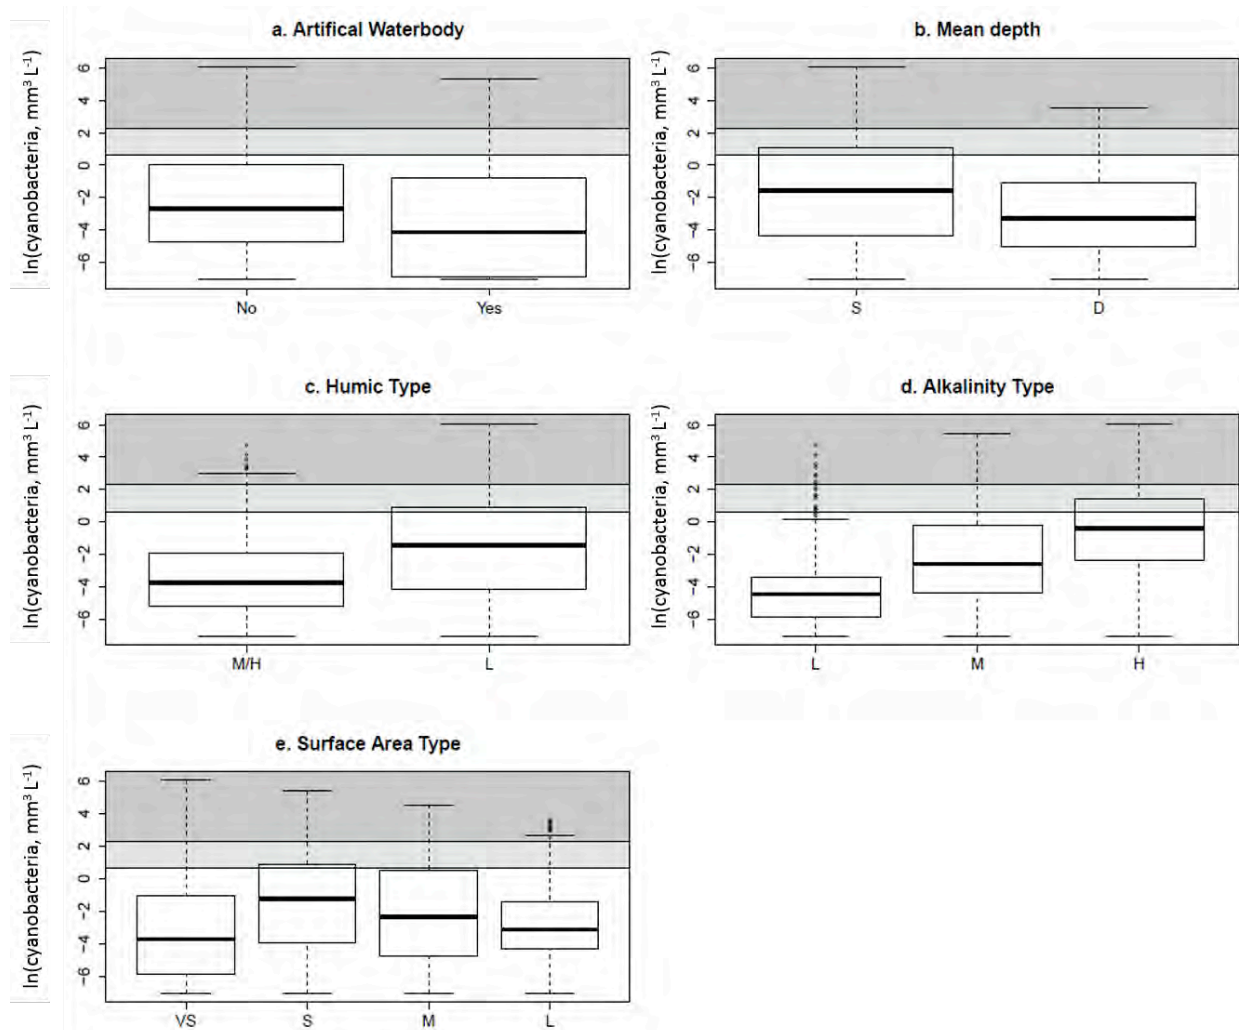 a. Artifical Waterbody
ln(cyanobacteria, mm³ L⁻¹)
6
4
2
0
−2
−4
−6
No Yes
b. Mean depth
ln(cyanobacteria, mm³ L⁻¹)
6
4
2
0
−2
−4
−6
S D
c. Humic Type
ln(cyanobacteria, mm³ L⁻¹)
6
4
2
0
−2
−4
−6
M/H L
d. Alkalinity Type
ln(cyanobacteria, mm³ L⁻¹)
6
4
2
0
−2
−4
−6
L M H
e. Surface Area Type
ln(cyanobacteria, mm³ L⁻¹)
6
4
2
0
−2
−4
−6
VS S M L